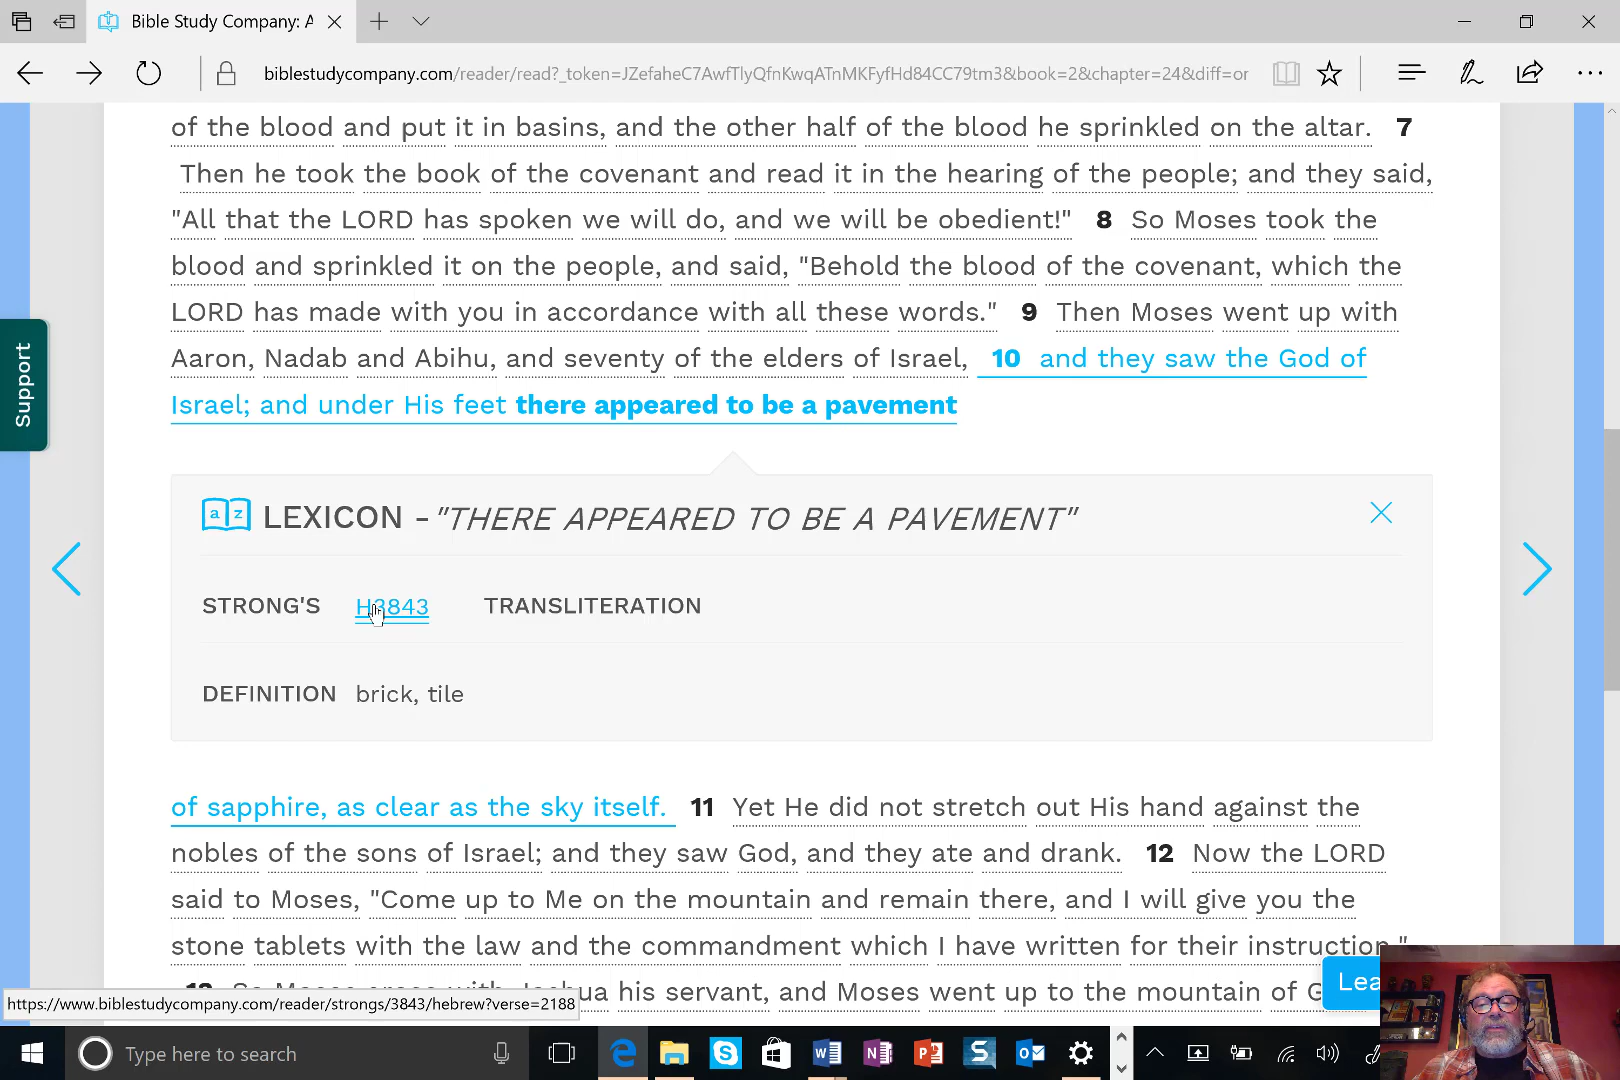 Bible Study Company: A
biblestudycompany.com/reader/read?_token=JZefaheC7AwfTlyQfnKwqATnMKFyfHd84CC79tm3&book=2&chapter=24&diff=or
of the blood and put it in basins, and the other half of the blood he sprinkled on the altar. 7
Then he took the book of the covenant and read it in the hearing of the people; and they said,
"All that the LORD has spoken we will do, and we will be obedient!" 8 So Moses took the
blood and sprinkled it on the people, and said, "Behold the blood of the covenant, which the
LORD has made with you in accordance with all these words." 9 Then Moses went up with
Aaron, Nadab and Abihu, and seventy of the elders of Israel, 10 and they saw the God of
Israel; and under His feet there appeared to be a pavement
Support
a z LEXICON - "THERE APPEARED TO BE A PAVEMENT"
STRONG'S H3843 TRANSLITERATION
DEFINITION brick, tile
of sapphire, as clear as the sky itself. 11 Yet He did not stretch out His hand against the
nobles of the sons of Israel; and they saw God, and they ate and drank. 12 Now the LORD
said to Moses, "Come up to Me on the mountain and remain there, and I will give you the
stone tablets with the law and the commandment which I have written for their instruction."
his servant, and Moses went up to the mountain of G
Lea
https://www.biblestudycompany.com/reader/strongs/3843/hebrew?verse=2188
Type here to search